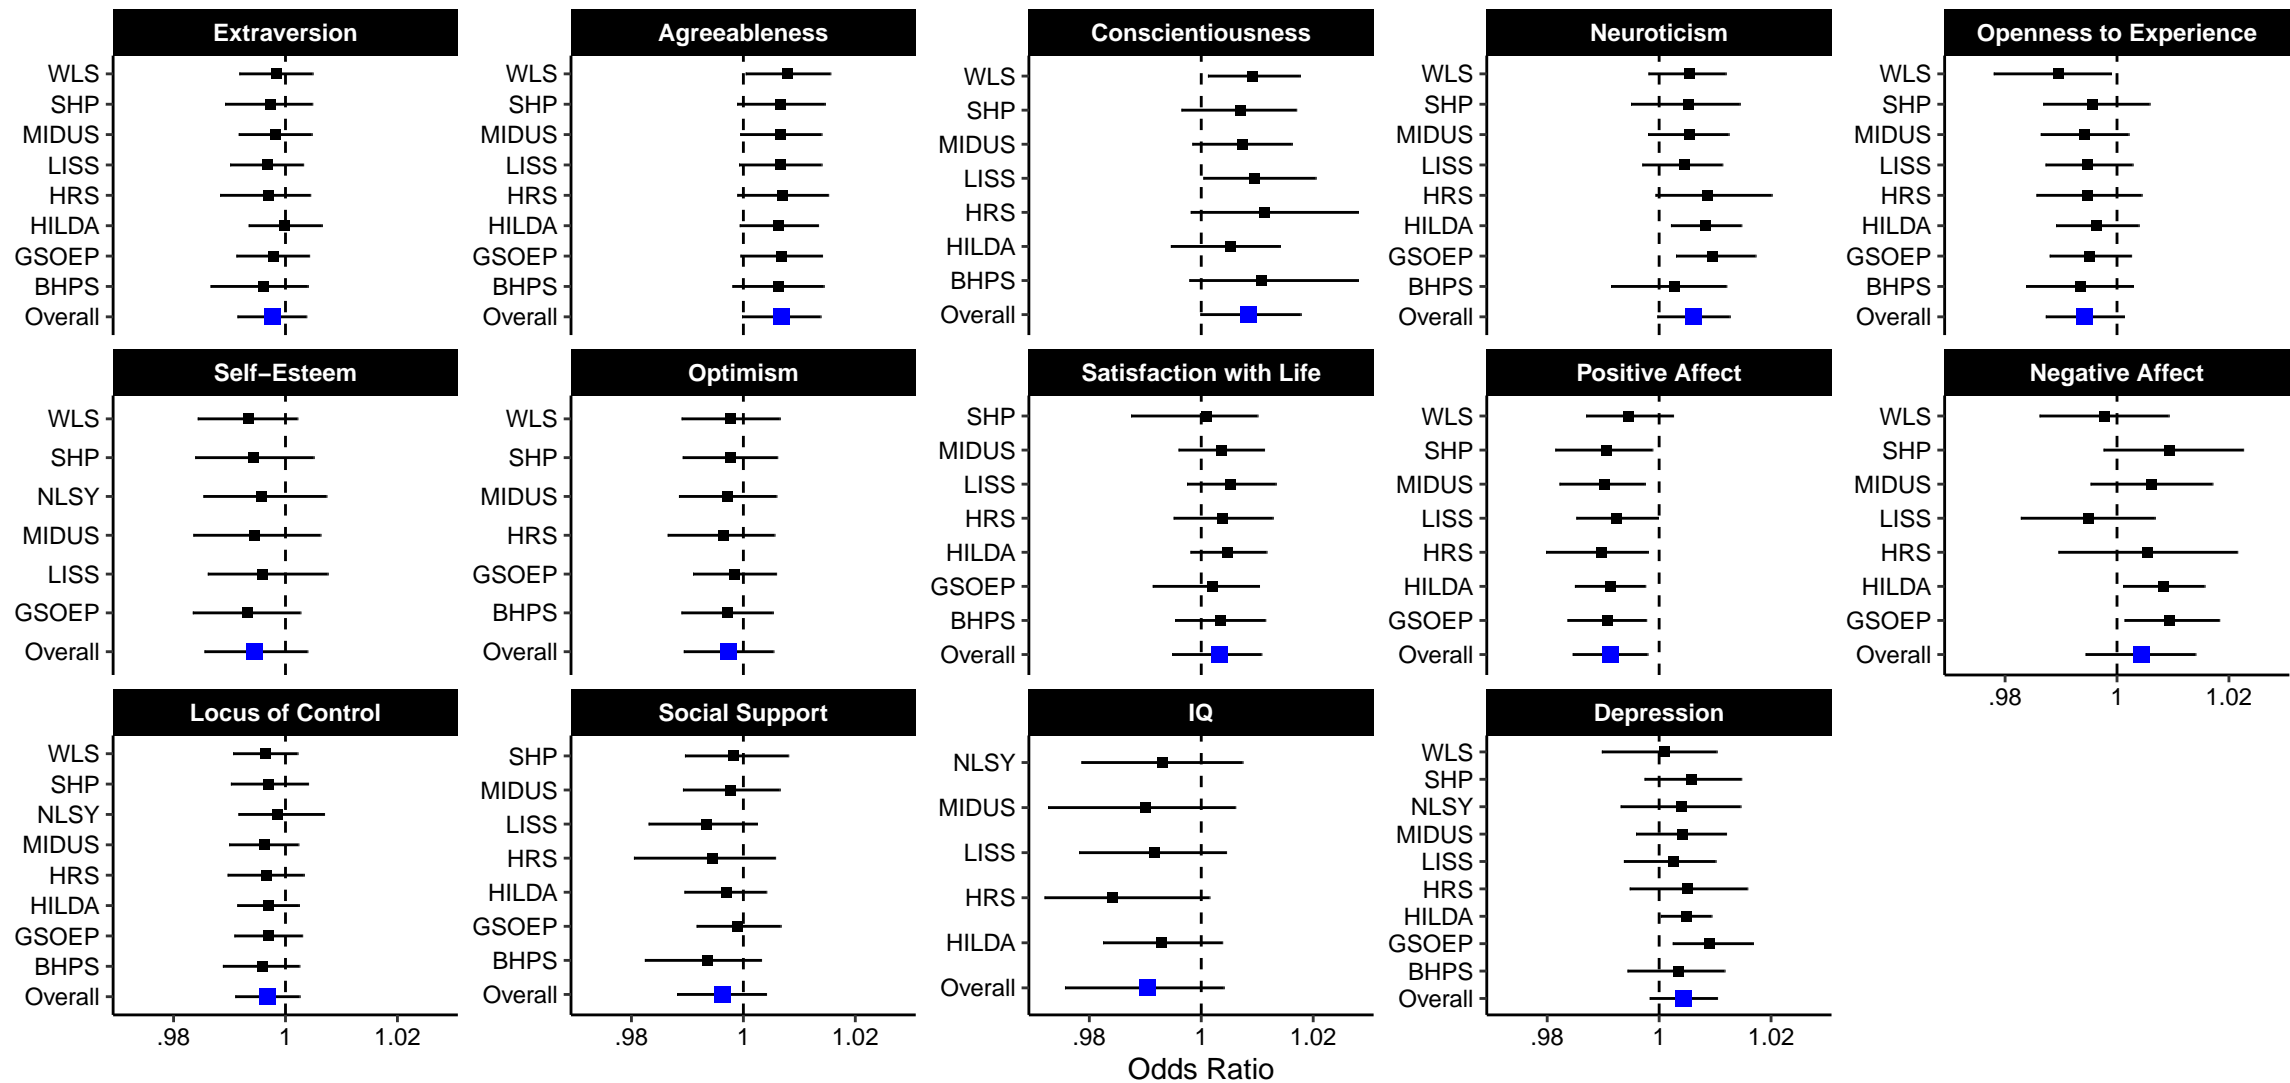 Extraversion
WLS
SHP
MIDUS
LISS
HRS
HILDA
GSOEP
BHPS
Overall
Agreeableness
WLS
SHP
MIDUS
LISS
HRS
HILDA
GSOEP
BHPS
Overall
Conscientiousness
WLS
SHP
MIDUS
LISS
HRS
HILDA
BHPS
Overall
Neuroticism
WLS
SHP
MIDUS
LISS
HRS
HILDA
GSOEP
BHPS
Overall
Openness to Experience
WLS
SHP
MIDUS
LISS
HRS
HILDA
GSOEP
BHPS
Overall
Self−Esteem
WLS
SHP
NLSY
MIDUS
LISS
GSOEP
Overall
Optimism
WLS
SHP
MIDUS
HRS
GSOEP
BHPS
Overall
Satisfaction with Life
SHP
MIDUS
LISS
HRS
HILDA
GSOEP
BHPS
Overall
Positive Affect
WLS
SHP
MIDUS
LISS
HRS
HILDA
GSOEP
Overall
Negative Affect
WLS
SHP
MIDUS
LISS
HRS
HILDA
GSOEP
Overall
.98 1 1.02
Locus of Control
WLS
SHP
NLSY
MIDUS
HRS
HILDA
GSOEP
BHPS
Overall
.98 1 1.02
Social Support
SHP
MIDUS
LISS
HRS
HILDA
GSOEP
BHPS
Overall
.98 1 1.02
IQ
NLSY
MIDUS
LISS
HRS
HILDA
Overall
.98 1 1.02
Depression
WLS
SHP
NLSY
MIDUS
LISS
HRS
HILDA
GSOEP
BHPS
Overall
.98 1 1.02
Odds Ratio